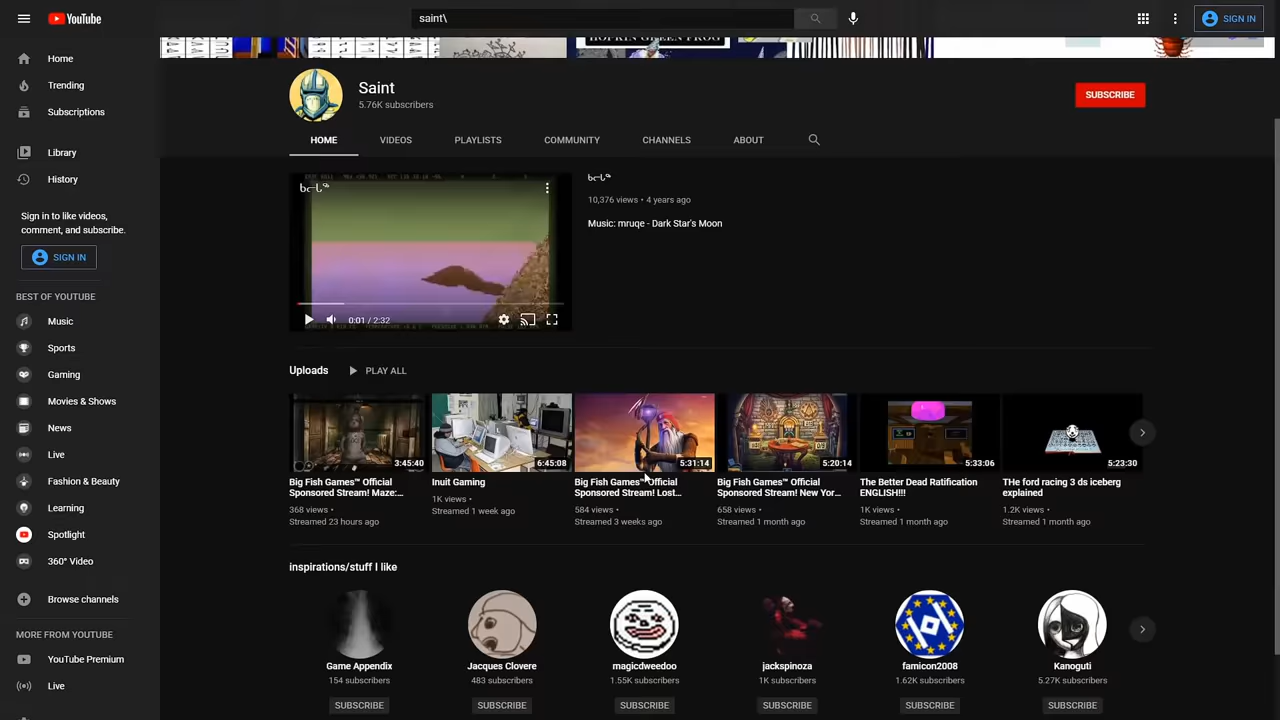 YouTube
saint\
SIGN IN
HOPKIN GREEN FROG
Home
Trending
Subscriptions
Library
History
Sign in to like videos,
comment, and subscribe.
SIGN IN
BEST OF YOUTUBE
Music
Sports
Gaming
Movies & Shows
News
Live
Fashion & Beauty
Learning
Spotlight
360° Video
Browse channels
MORE FROM YOUTUBE
YouTube Premium
Live
Saint
5.76K subscribers
SUBSCRIBE
HOME
VIDEOS
PLAYLISTS
COMMUNITY
CHANNELS
ABOUT
0:01 / 2:32
10,376 views • 4 years ago
Music: mruqe - Dark Star's Moon
Uploads
PLAY ALL
3:45:40
Big Fish Games™ Official
Sponsored Stream! Maze:...
368 views •
Streamed 23 hours ago
6:45:08
Inuit Gaming
1K views •
Streamed 1 week ago
5:31:14
Big Fish Games™ Official
Sponsored Stream! Lost...
584 views •
Streamed 3 weeks ago
5:20:14
Big Fish Games™ Official
Sponsored Stream! New Yor...
658 views •
Streamed 1 month ago
5:33:06
The Better Dead Ratification
ENGLISH!!!
1K views •
Streamed 1 month ago
5:23:30
THe ford racing 3 ds iceberg
explained
1.2K views •
Streamed 1 month ago
inspirations/stuff I like
Game Appendix
154 subscribers
SUBSCRIBE
Jacques Clovere
483 subscribers
SUBSCRIBE
magicdweedoo
1.55K subscribers
SUBSCRIBE
jackspinoza
1K subscribers
SUBSCRIBE
famicon2008
1.62K subscribers
SUBSCRIBE
Kanoguti
5.27K subscribers
SUBSCRIBE